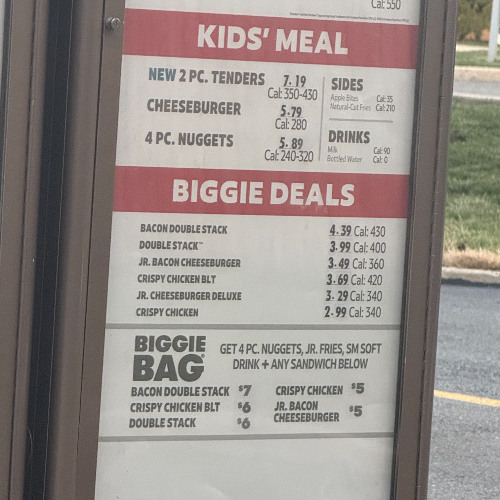 Cal: 550
KIDS' MEAL
NEW 2 PC. TENDERS 7.19
Cal: 350-430
CHEESEBURGER 5.79
Cal: 280
4 PC. NUGGETS 5.89
Cal: 240-320
SIDES
Apple Bites Cal: 35
Natural-Cut Fries Cal: 210
DRINKS
Milk Cal: 90
Bottled Water Cal: 0
BIGGIE DEALS
BACON DOUBLE STACK 4.39 Cal: 430
DOUBLE STACK™ 3.99 Cal: 400
JR. BACON CHEESEBURGER 3.49 Cal: 360
CRISPY CHICKEN BLT 3.69 Cal: 420
JR. CHEESEBURGER DELUXE 3.29 Cal: 340
CRISPY CHICKEN 2.99 Cal: 340
BIGGIE BAG®
GET 4 PC. NUGGETS, JR. FRIES, SM SOFT
DRINK + ANY SANDWICH BELOW
BACON DOUBLE STACK $7
CRISPY CHICKEN BLT $6
DOUBLE STACK $6
CRISPY CHICKEN $5
JR. BACON
CHEESEBURGER $5